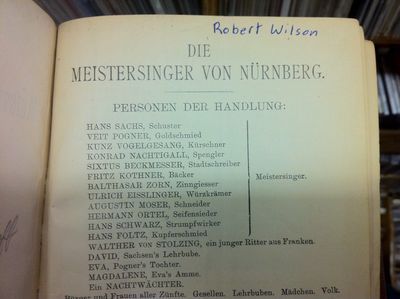 Robert Wilson
DIE
MEISTERSINGER VON NÜRNBERG.
PERSONEN DER HANDLUNG:
HANS SACHS, Schuster
VEIT POGNER, Goldschmied
KUNZ VOGELGESANG, Kürschner
KONRAD NACHTIGALL, Spengler
SIXTUS BECKMESSER, Stadtschreiber
FRITZ KOTHNER, Bäcker
BALTHASAR ZORN, Zinngiesser
Meistersinger.
ULRICH EISSLINGER, Würzkrämer
AUGUSTIN MOSER, Schneider
HERMANN ORTEL, Seifensieder
HANS SCHWARZ, Strumpfwirker
HANS FOLTZ, Kupferschmied
WALTHER VON STOLZING, ein junger Ritter aus Franken.
DAVID, Sachsen's Lehrbube.
EVA, Pogner's Tochter.
MAGDALENE, Eva's Amme.
Ein NACHTWÄCHTER.
Bürger und Frauen aller Zünfte. Gesellen. Lehrbuben. Mädchen. Volk.